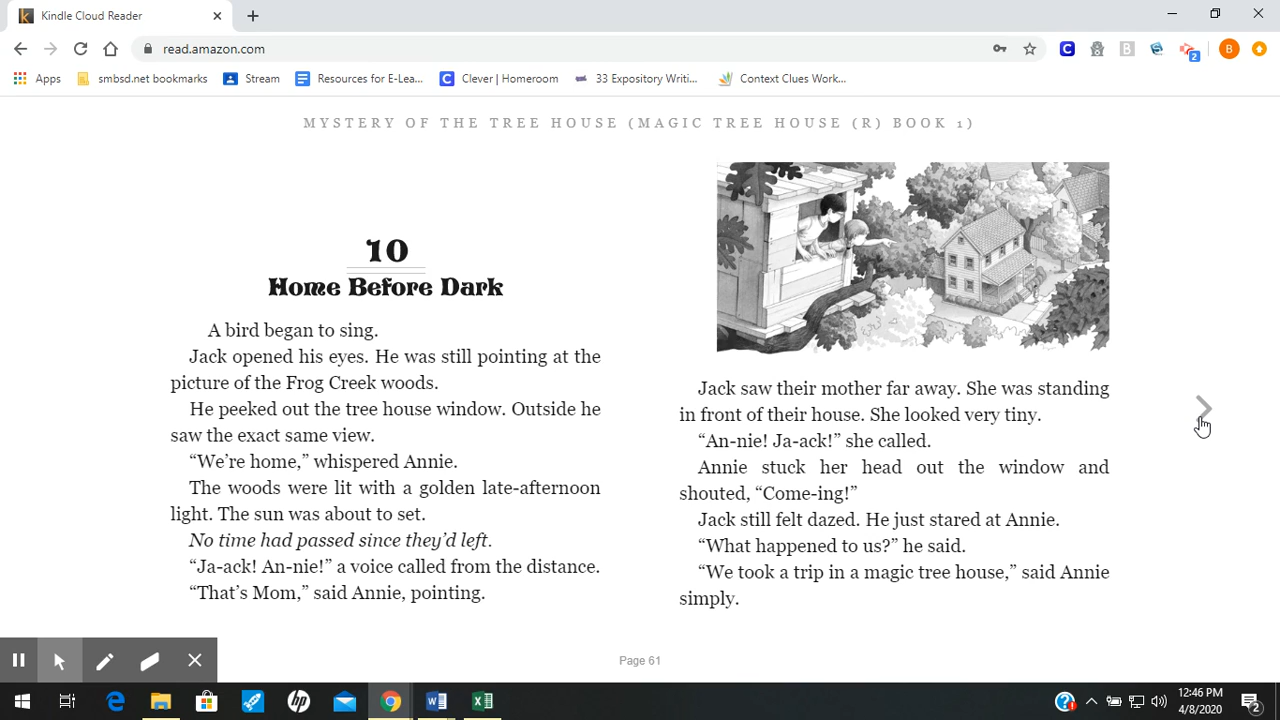 Kindle Cloud Reader
read.amazon.com
2
B
Apps
smbsd.net bookmarks
Stream
Resources for E-Lea...
Clever | Homeroom
33 Expository Writi...
Context Clues Work...
MYSTERY OF THE TREE HOUSE (MAGIC TREE HOUSE (R) BOOK 1)
10
Home Before Dark
A bird began to sing.
Jack opened his eyes. He was still pointing at the
picture of the Frog Creek woods.
He peeked out the tree house window. Outside he
saw the exact same view.
“We’re home,” whispered Annie.
The woods were lit with a golden late-afternoon
light. The sun was about to set.
No time had passed since they’d left.
“Ja-ack! An-nie!” a voice called from the distance.
“That’s Mom,” said Annie, pointing.
Jack saw their mother far away. She was standing
in front of their house. She looked very tiny.
“An-nie! Ja-ack!” she called.
Annie stuck her head out the window and
shouted, “Come-ing!”
Jack still felt dazed. He just stared at Annie.
“What happened to us?” he said.
“We took a trip in a magic tree house,” said Annie
simply.
Page 61
12:46 PM
4/8/2020
2